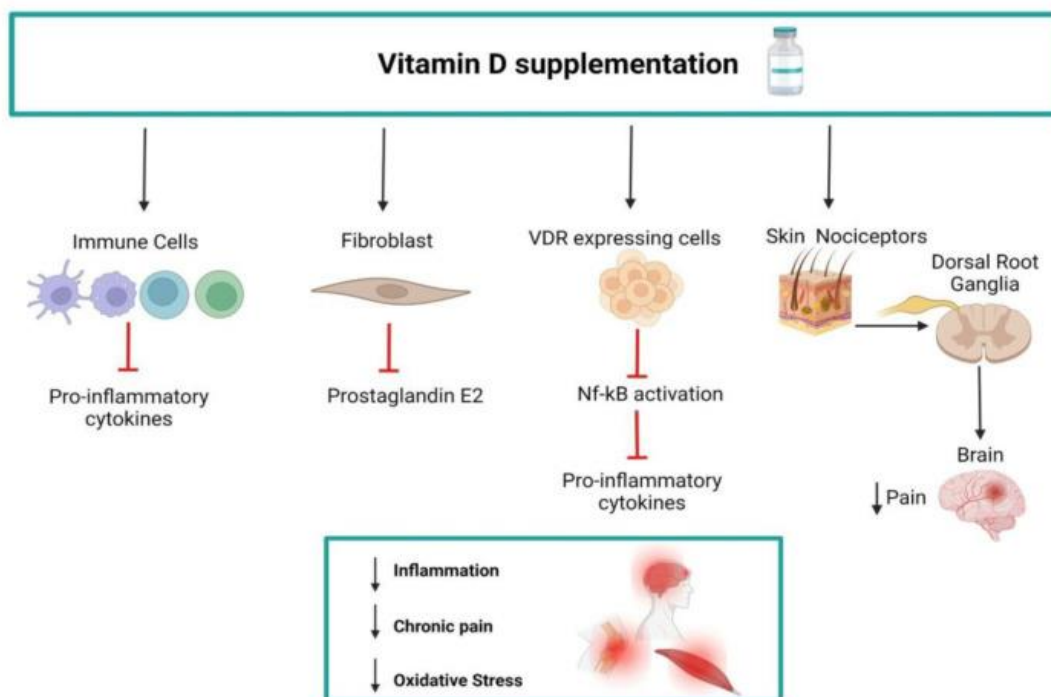 Vitamin D supplementation
Immune Cells
Pro-inflammatory
cytokines
Fibroblast
Prostaglandin E2
VDR expressing cells
Nf-kB activation
Pro-inflammatory
cytokines
Skin Nociceptors
Dorsal Root
Ganglia
Brain
Pain
Inflammation
Chronic pain
Oxidative Stress